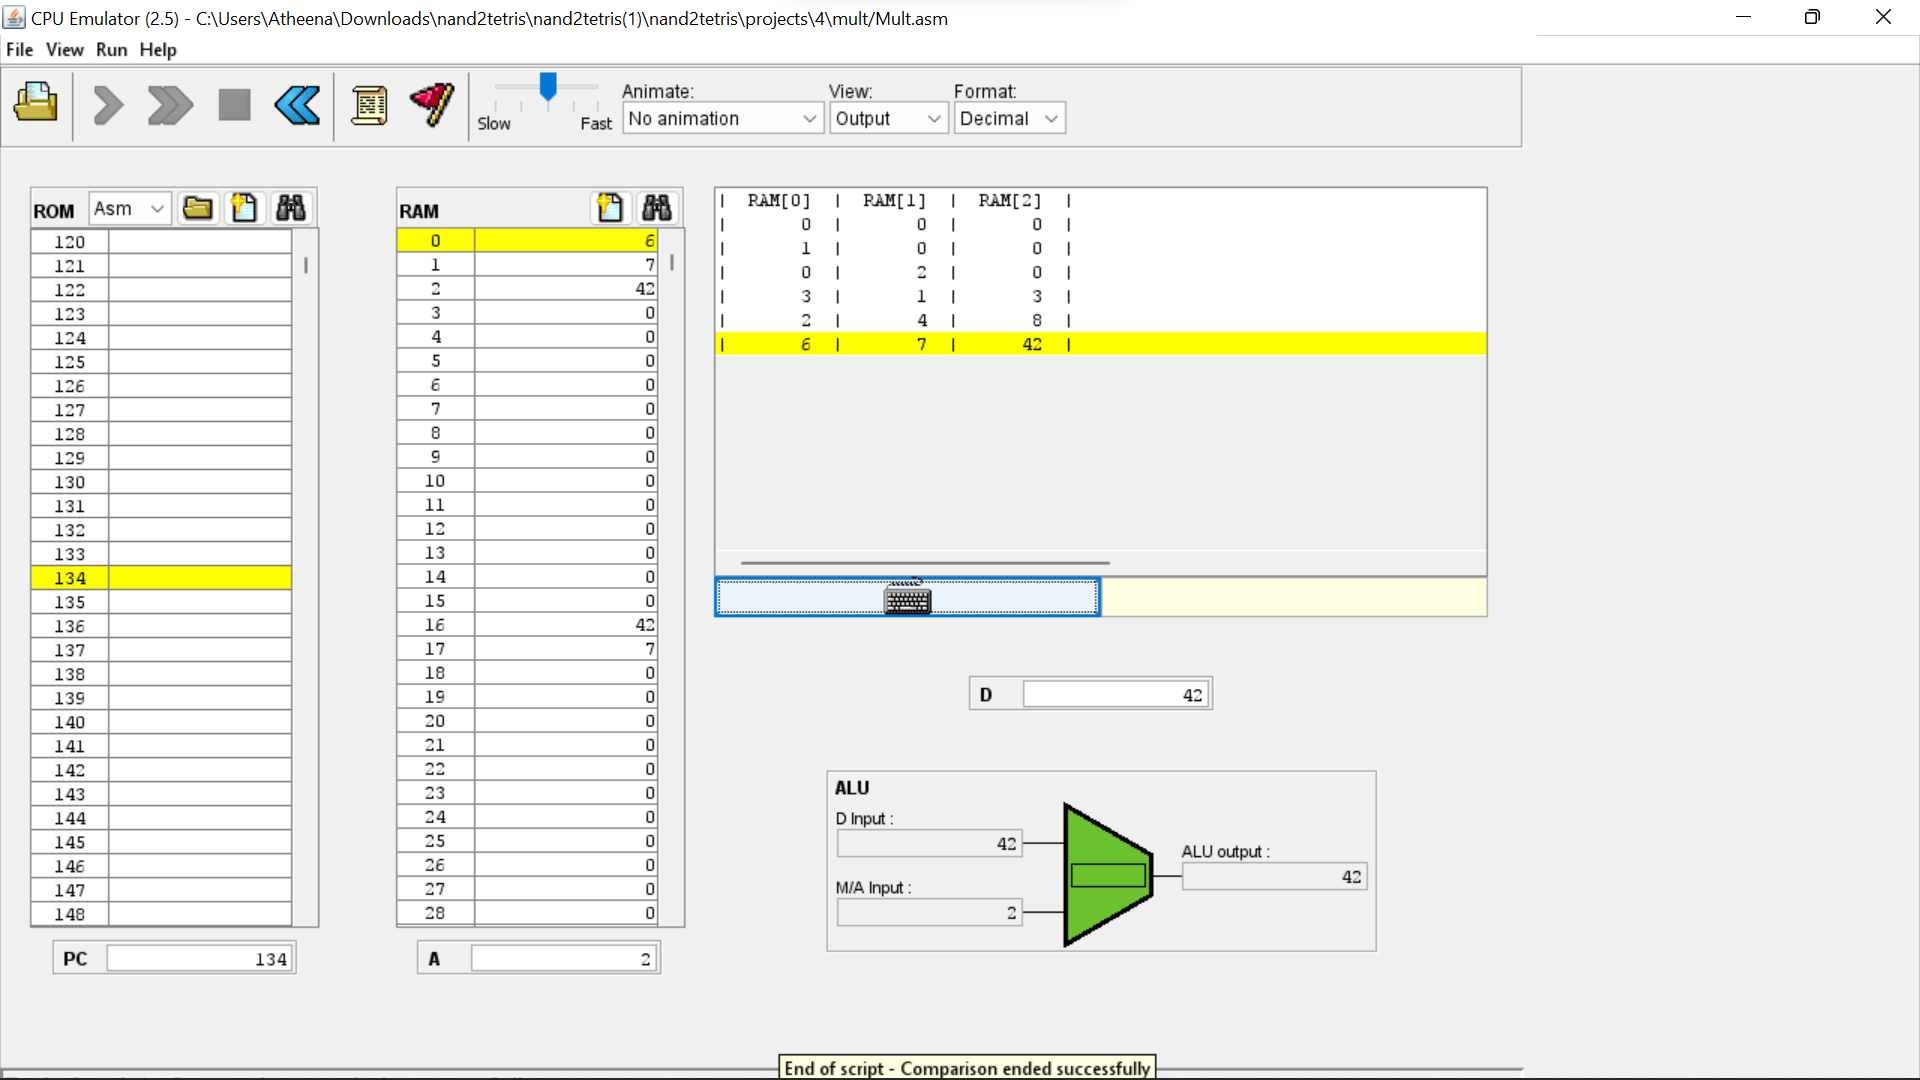 CPU Emulator (2.5) - C:\Users\Atheena\Downloads\nand2tetris\nand2tetris(1)\nand2tetris\projects\4\mult/Mult.asm
File View Run Help
Animate: View: Format:
Slow Fast No animation Output Decimal
ROM Asm
120
121
122
123
124
125
126
127
128
129
130
131
132
133
134
135
136
137
138
139
140
141
142
143
144
145
146
147
148
PC 134
RAM
0 6
1 7
2 42
3 0
4 0
5 0
6 0
7 0
8 0
9 0
10 0
11 0
12 0
13 0
14 0
15 0
16 42
17 7
18 0
19 0
20 0
21 0
22 0
23 0
24 0
25 0
26 0
27 0
28 0
A 2
| RAM[0] | RAM[1] | RAM[2] |
| 0 | 0 | 0 |
| 1 | 0 | 0 |
| 0 | 2 | 0 |
| 3 | 1 | 3 |
| 2 | 4 | 8 |
| 6 | 7 | 42 |
D 42
ALU
D Input :
42
M/A Input :
2
ALU output :
42
End of script - Comparison ended successfully